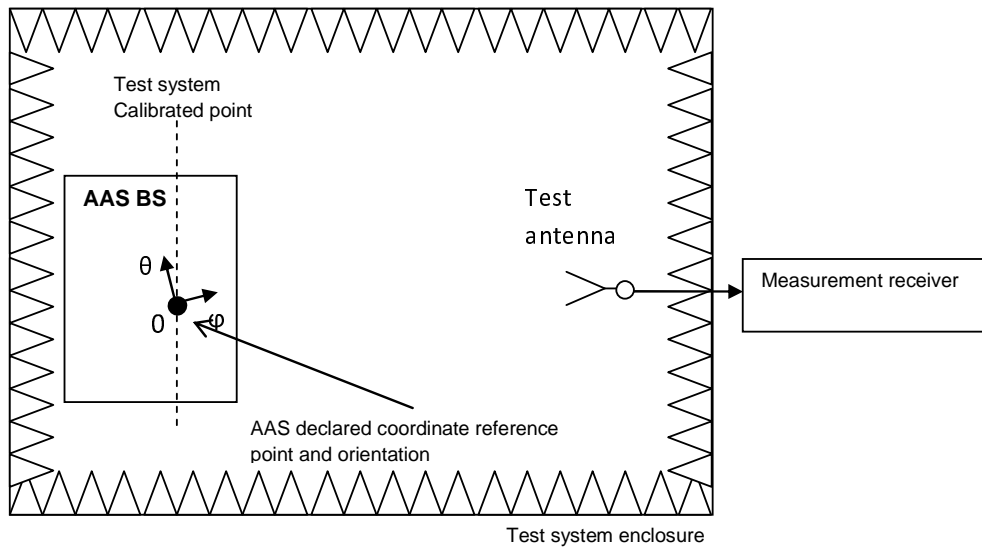 Test system
Calibrated point
AAS BS
Test
antenna
θ
0
φ
Measurement receiver
AAS declared coordinate reference
point and orientation
Test system enclosure